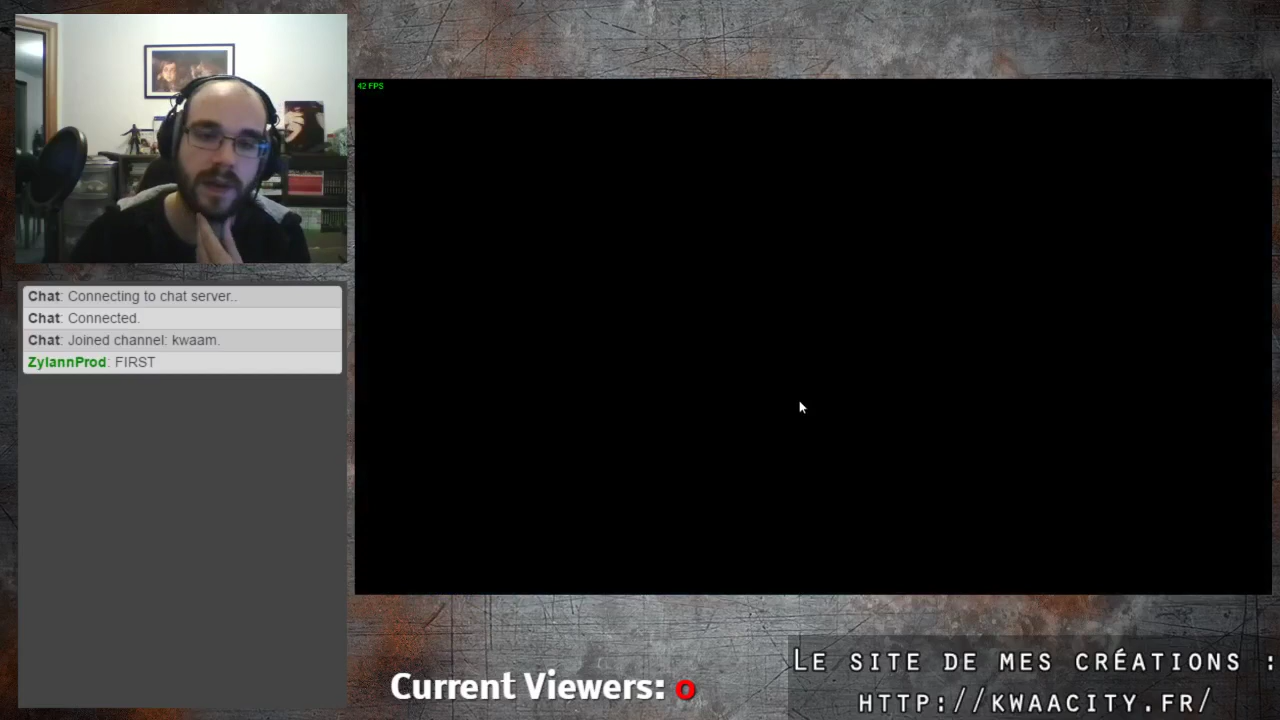 42 FPS
Chat: Connecting to chat server..
Chat: Connected.
Chat: Joined channel: kwaam.
ZylannProd: FIRST
Current Viewers: 0
LE SITE DE MES CRÉATIONS :
HTTP://KWAACITY.FR/